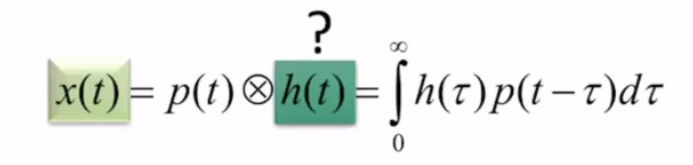 ?
x(t) = p(t) ⊗ h(t) = ∫₀^∞ h(τ) p(t − τ) dτ